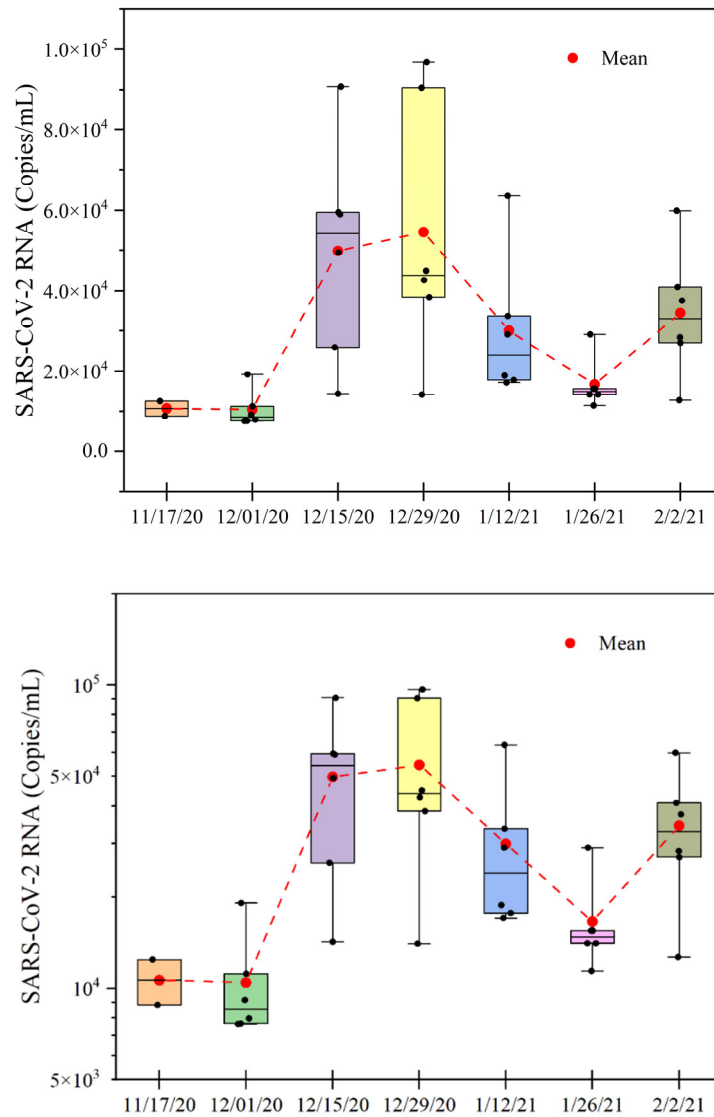 SARS-CoV-2 RNA (Copies/mL)
1.0×10⁵
8.0×10⁴
6.0×10⁴
4.0×10⁴
2.0×10⁴
0.0
Mean
11/17/20 12/01/20 12/15/20 12/29/20 1/12/21 1/26/21 2/2/21
SARS-CoV-2 RNA (Copies/mL)
10⁵
5×10⁴
10⁴
5×10³
Mean
11/17/20 12/01/20 12/15/20 12/29/20 1/12/21 1/26/21 2/2/21